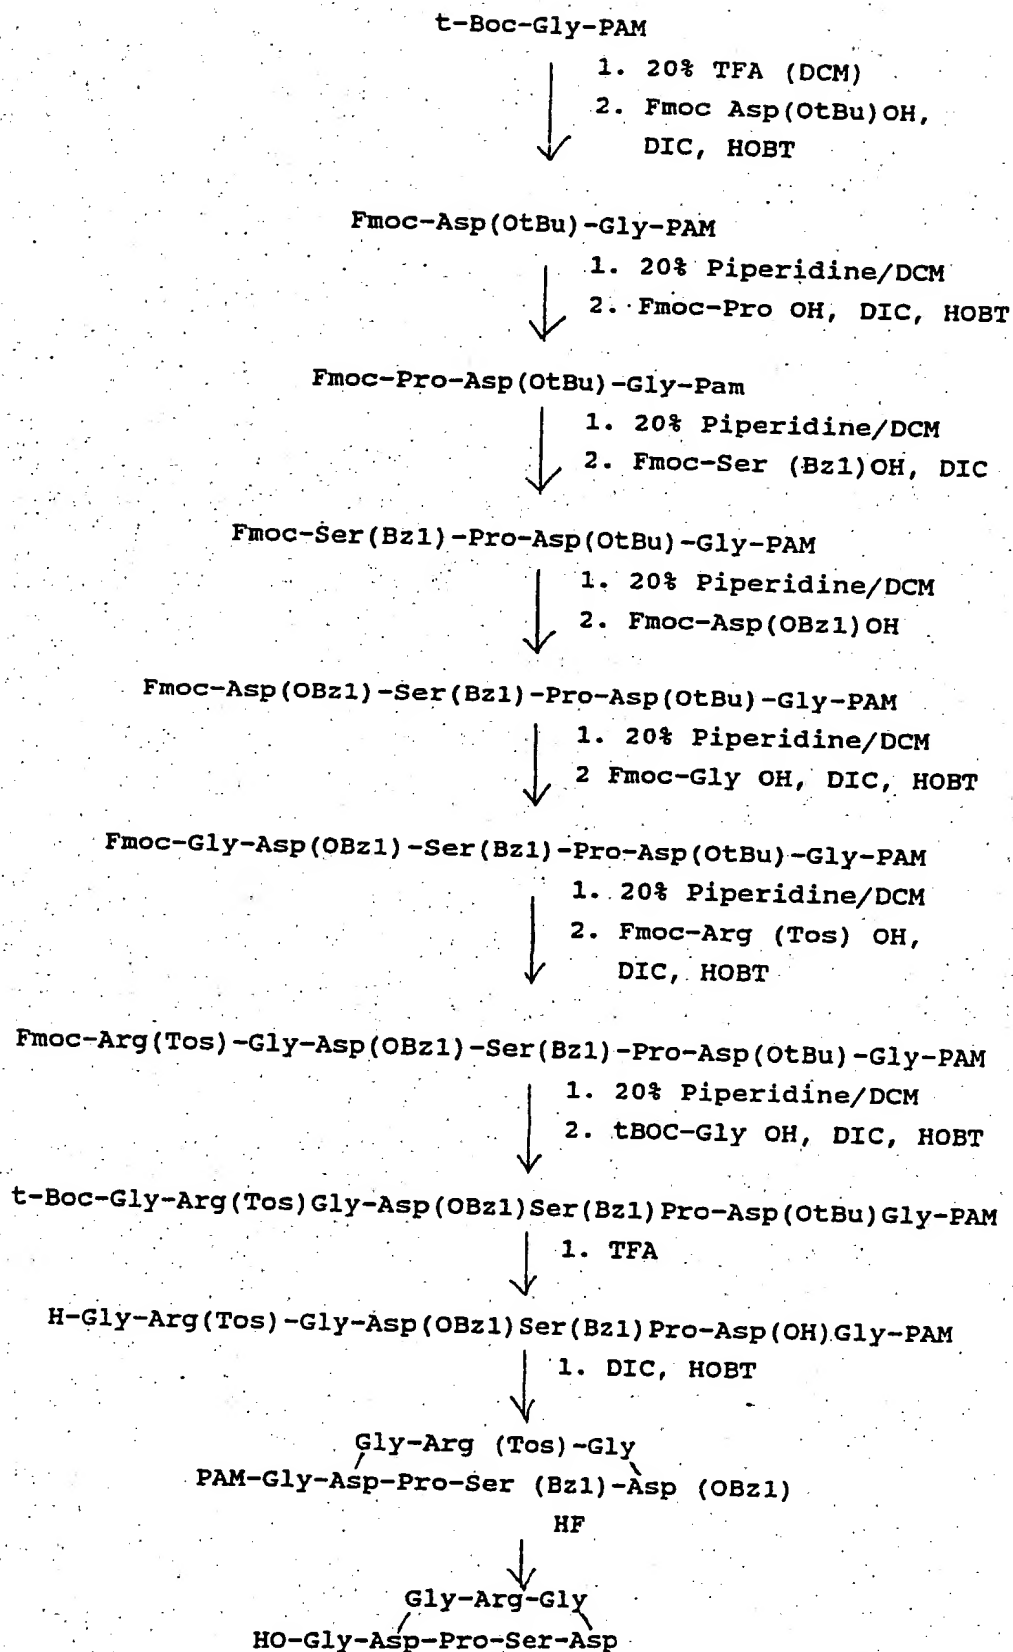 t-Boc-Gly-PAM
1. 20% TFA (DCM)
2. Fmoc Asp(OtBu)OH,
DIC, HOBT
Fmoc-Asp(OtBu)-Gly-PAM
1. 20% Piperidine/DCM
2. Fmoc-Pro OH, DIC, HOBT
Fmoc-Pro-Asp(OtBu)-Gly-Pam
1. 20% Piperidine/DCM
2. Fmoc-Ser (Bzl)OH, DIC
Fmoc-Ser(Bzl)-Pro-Asp(OtBu)-Gly-PAM
1. 20% Piperidine/DCM
2. Fmoc-Asp(OBzl)OH
Fmoc-Asp(OBzl)-Ser(Bzl)-Pro-Asp(OtBu)-Gly-PAM
1. 20% Piperidine/DCM
2 Fmoc-Gly OH, DIC, HOBT
Fmoc-Gly-Asp(OBzl)-Ser(Bzl)-Pro-Asp(OtBu)-Gly-PAM
1. 20% Piperidine/DCM
2. Fmoc-Arg (Tos) OH,
DIC, HOBT
Fmoc-Arg(Tos)-Gly-Asp(OBzl)-Ser(Bzl)-Pro-Asp(OtBu)-Gly-PAM
1. 20% Piperidine/DCM
2. tBOC-Gly OH, DIC, HOBT
t-Boc-Gly-Arg(Tos)Gly-Asp(OBzl)Ser(Bzl)Pro-Asp(OtBu)Gly-PAM
1. TFA
H-Gly-Arg(Tos)-Gly-Asp(OBzl)Ser(Bzl)Pro-Asp(OH)Gly-PAM
1. DIC, HOBT
Gly-Arg (Tos)-Gly
PAM-Gly-Asp-Pro-Ser (Bzl)-Asp (OBzl)
HF
Gly-Arg-Gly
HO-Gly-Asp-Pro-Ser-Asp